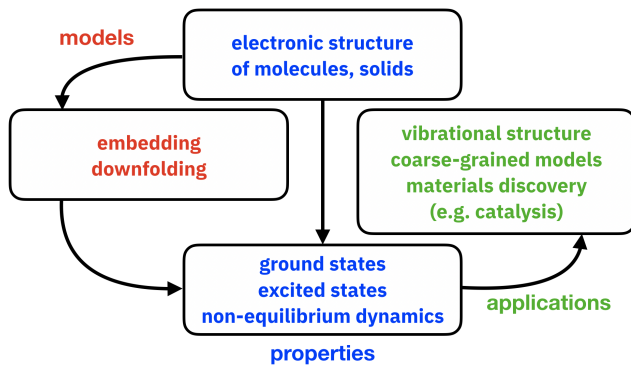 models
electronic structure
of molecules, solids
embedding
downfolding
vibrational structure
coarse-grained models
materials discovery
(e.g. catalysis)
ground states
excited states
non-equilibrium dynamics
applications
properties